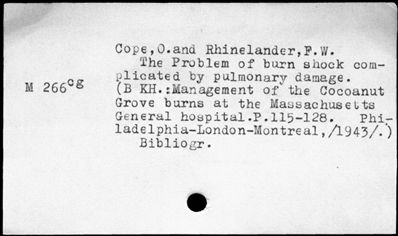 Cope,O.and Rhinelander,F.W.
The Problem of burn shock com-
plicated by pulmonary damage.
M 266cg
(B KH.:Management of the Cocoanut
Grove burns at the Massachusetts
General hospital.P.115-128. Phi-
ladelphia-London-Montreal,/1943/.)
Bibliogr.